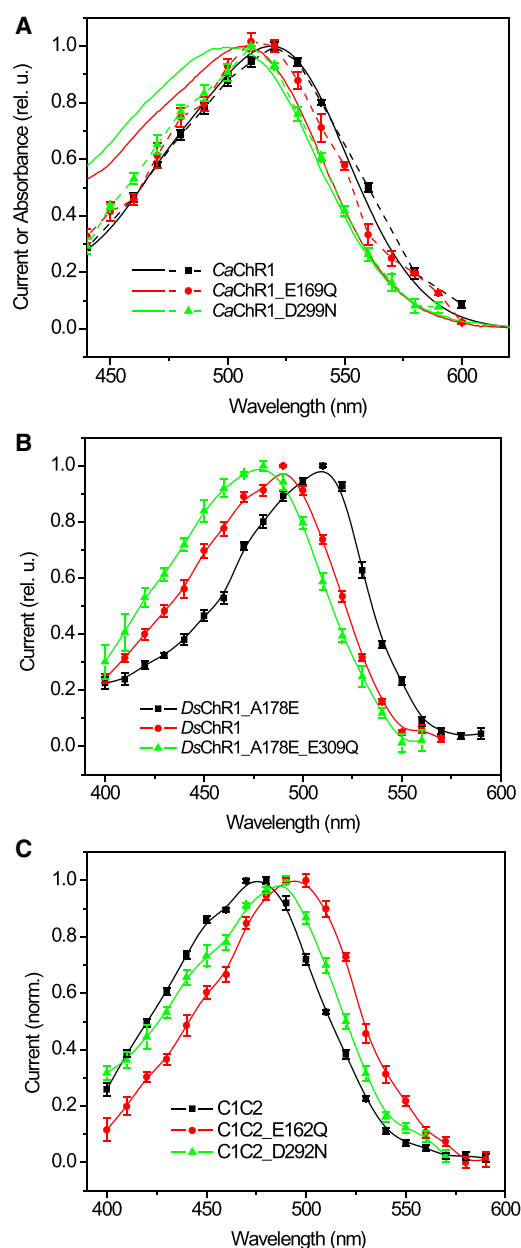 A
Current or Absorbance (rel. u.)
1.0
0.8
0.6
0.4
0.2
0.0
CaChR1
CaChR1_E169Q
CaChR1_D299N
450
500
550
600
Wavelength (nm)
B
Current (rel. u.)
1.0
0.8
0.6
0.4
0.2
0.0
DsChR1_A178E
DsChR1
DsChR1_A178E_E309Q
400
450
500
550
600
Wavelength (nm)
C
Current (norm.)
1.0
0.8
0.6
0.4
0.2
0.0
C1C2
C1C2_E162Q
C1C2_D292N
400
450
500
550
600
Wavelength (nm)